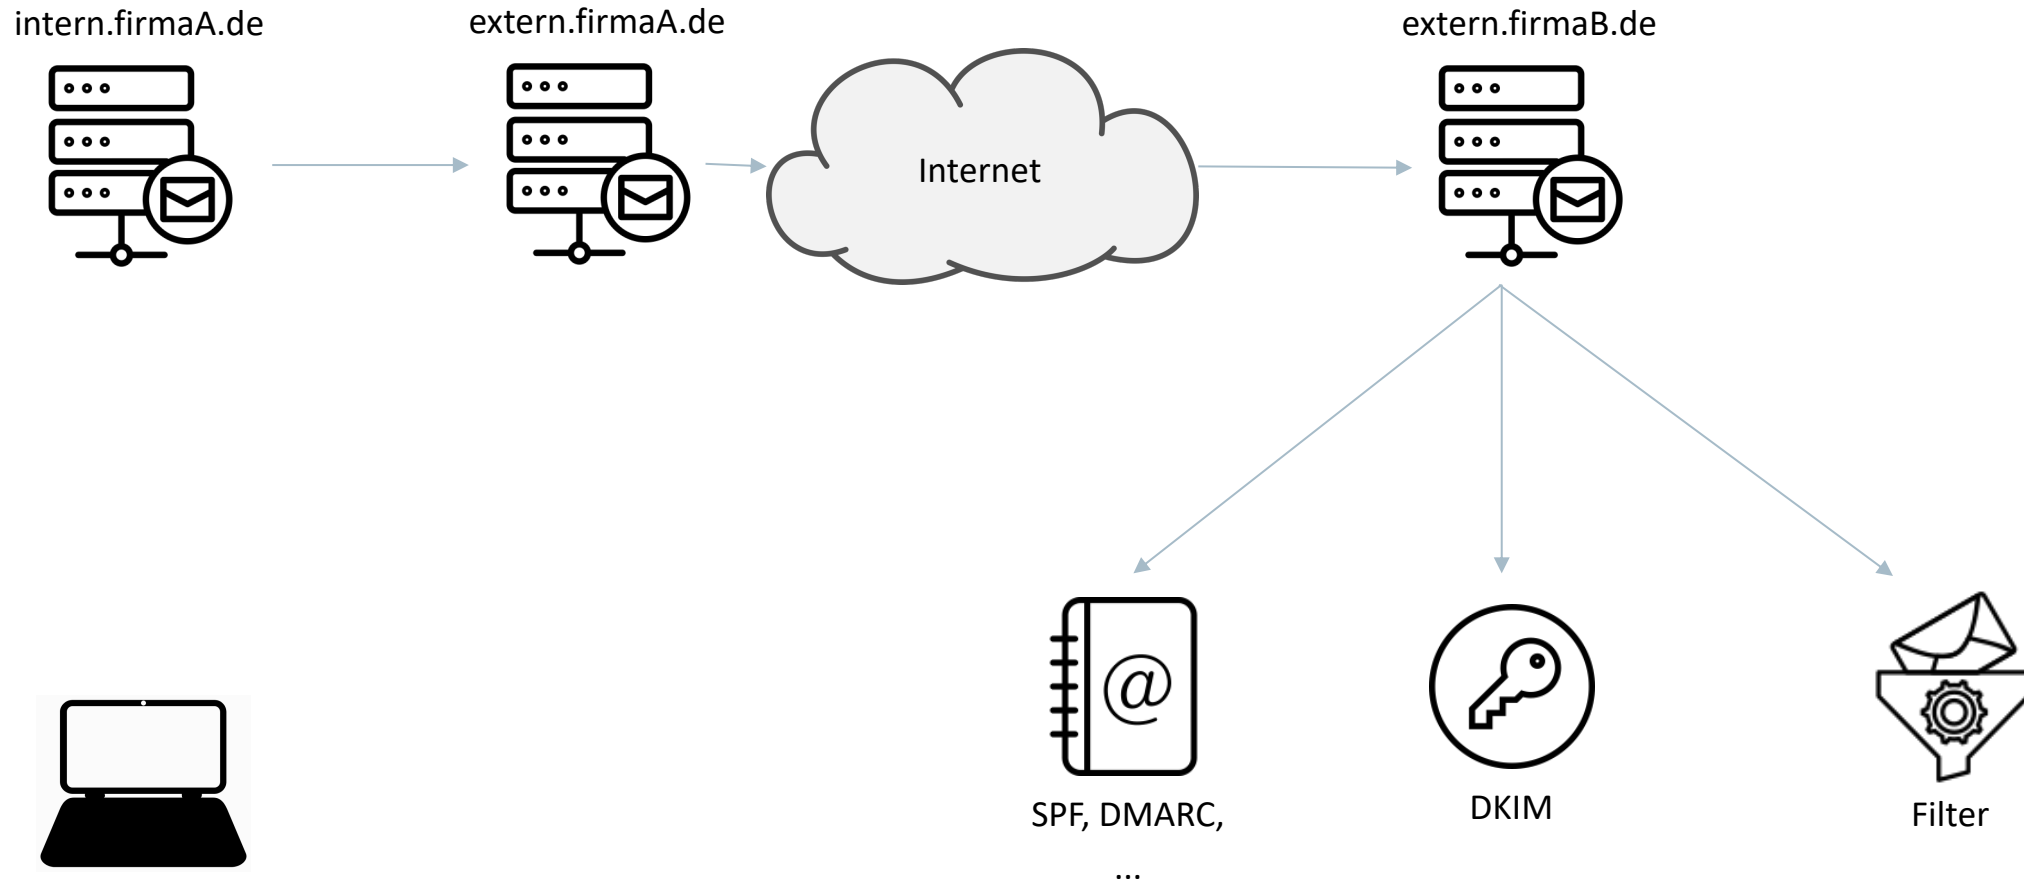 intern.firmaA.de
extern.firmaA.de
extern.firmaB.de
Internet
@
SPF, DMARC,
...
DKIM
Filter